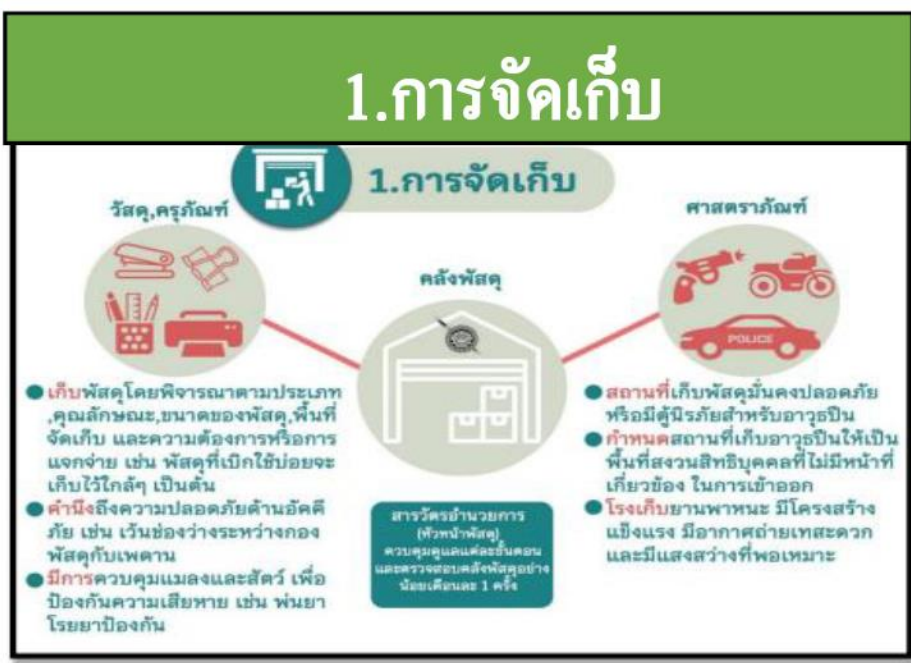 1.การจัดเก็บ
1.การจัดเก็บ
วัสดุ,ครุภัณฑ์
คลังพัสดุ
ศาสตราภัณฑ์
POLICE
เก็บพัสดุโดยพิจารณาตามประเภท
,คุณลักษณะ,ขนาดของพัสดุ,พื้นที่
จัดเก็บ และความต้องการหรือการ
แจกจ่าย เช่น พัสดุที่เบิกใช้บ่อยจะ
เก็บไว้ใกล้ๆ เป็นต้น
คำนึงถึงความปลอดภัยด้านอัคคี
ภัย เช่น เว้นช่องว่างระหว่างกอง
พัสดุกับเพดาน
มีการควบคุมแมลงและสัตว์ เพื่อ
ป้องกันความเสียหาย เช่น พ่นยา
โรยยาป้องกัน
สารวัตรอำนวยการ
(หัวหน้าพัสดุ)
ควบคุมดูแลแต่ละขั้นตอน
และตรวจสอบคลังพัสดุอย่าง
น้อยเดือนละ 1 ครั้ง
สถานที่เก็บพัสดุมั่นคงปลอดภัย
หรือมีตู้นิรภัยสำหรับอาวุธปืน
กำหนดสถานที่เก็บอาวุธปืนให้เป็น
พื้นที่สงวนสิทธิบุคคลที่ไม่มีหน้าที่
เกี่ยวข้อง ในการเข้าออก
โรงเก็บยานพาหนะ มีโครงสร้าง
แข็งแรง มีอากาศถ่ายเทสะดวก
และมีแสงสว่างที่พอเหมาะ